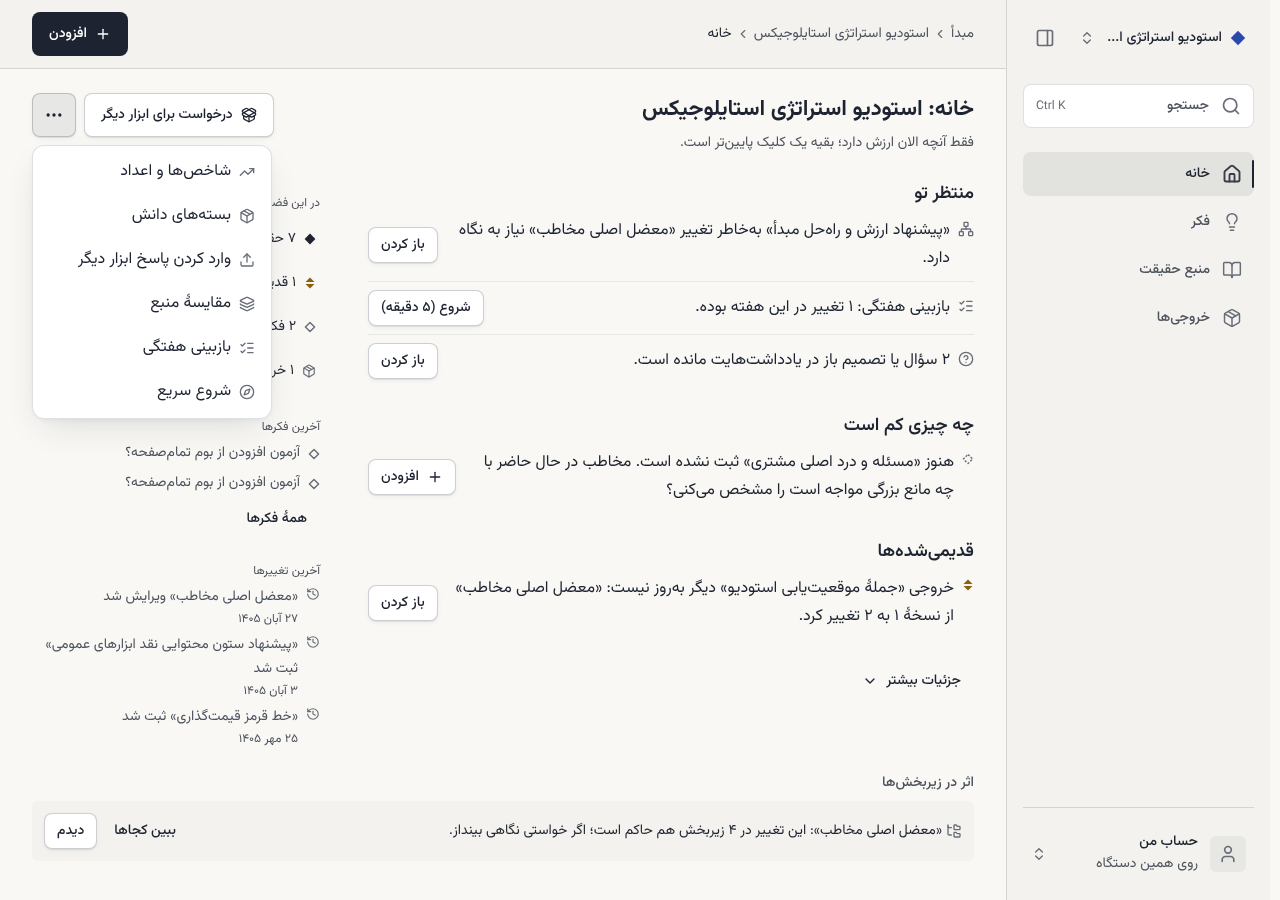 استودیو استراتژی ا...
جستجو
Ctrl K
خانه
فکر
منبع حقیقت
خروجی‌ها
حساب من
روی همین دستگاه
مبدأ › استودیو استراتژی استایلوجیکس › خانه
افزودن
خانه: استودیو استراتژی استایلوجیکس
فقط آنچه الان ارزش دارد؛ بقیه یک کلیک پایین‌تر است.
درخواست برای ابزار دیگر
شاخص‌ها و اعداد
بسته‌های دانش
وارد کردن پاسخ ابزار دیگر
مقایسهٔ منبع
بازبینی هفتگی
شروع سریع
منتظر تو
«پیشنهاد ارزش و راه‌حل مبدأ» به‌خاطر تغییر «معضل اصلی مخاطب» نیاز به نگاه
دارد.
باز کردن
بازبینی هفتگی: ۱ تغییر در این هفته بوده.
شروع (۵ دقیقه)
۲ سؤال یا تصمیم باز در یادداشت‌هایت مانده است.
باز کردن
چه چیزی کم است
هنوز «مسئله و درد اصلی مشتری» ثبت نشده است. مخاطب در حال حاضر با
چه مانع بزرگی مواجه است را مشخص می‌کنی؟
افزودن
قدیمی‌شده‌ها
خروجی «جملهٔ موقعیت‌یابی استودیو» دیگر به‌روز نیست: «معضل اصلی مخاطب»
از نسخهٔ ۱ به ۲ تغییر کرد.
باز کردن
جزئیات بیشتر
در این
۷
۱
۲
۱
آخرین فکرها
آزمون افزودن از بوم تمام‌صفحه؟
آزمون افزودن از بوم تمام‌صفحه؟
همهٔ فکرها
آخرین تغییرها
«معضل اصلی مخاطب» ویرایش شد
۲۷ آبان ۱۴۰۵
«پیشنهاد ستون محتوایی نقد ابزارهای عمومی»
ثبت شد
۳ آبان ۱۴۰۵
«خط قرمز قیمت‌گذاری» ثبت شد
۲۵ مهر ۱۴۰۵
اثر در زیربخش‌ها
«معضل اصلی مخاطب»: این تغییر در ۴ زیربخش هم حاکم است؛ اگر خواستی نگاهی بینداز.
ببین کجاها
دیدم